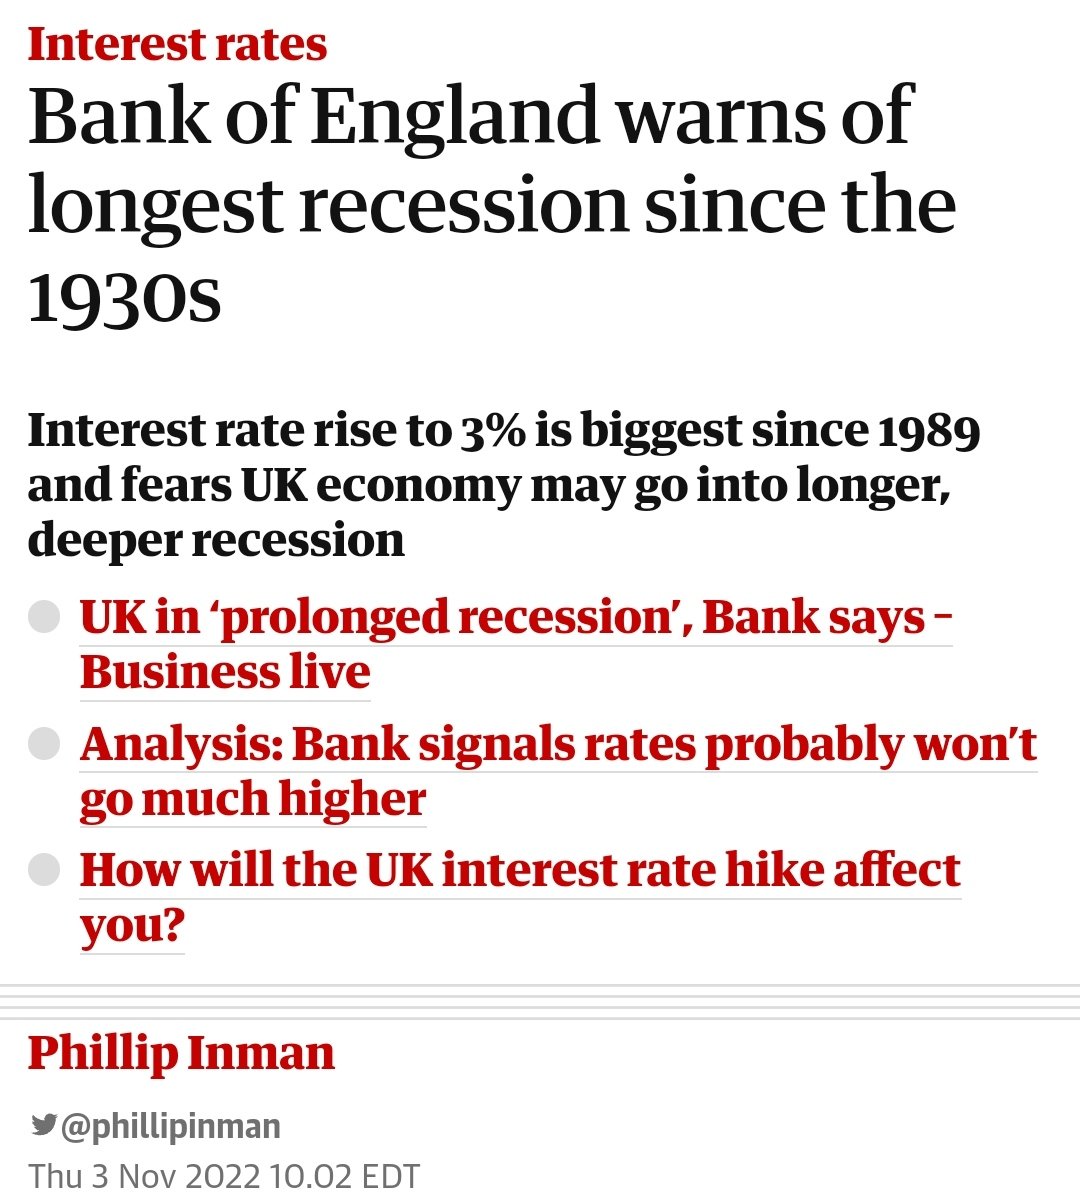 Interest rates
Bank of England warns of
longest recession since the
1930s
Interest rate rise to 3% is biggest since 1989
and fears UK economy may go into longer,
deeper recession
UK in ‘prolonged recession’, Bank says –
Business live
Analysis: Bank signals rates probably won’t
go much higher
How will the UK interest rate hike affect
you?
Phillip Inman
@phillipinman
Thu 3 Nov 2022 10.02 EDT